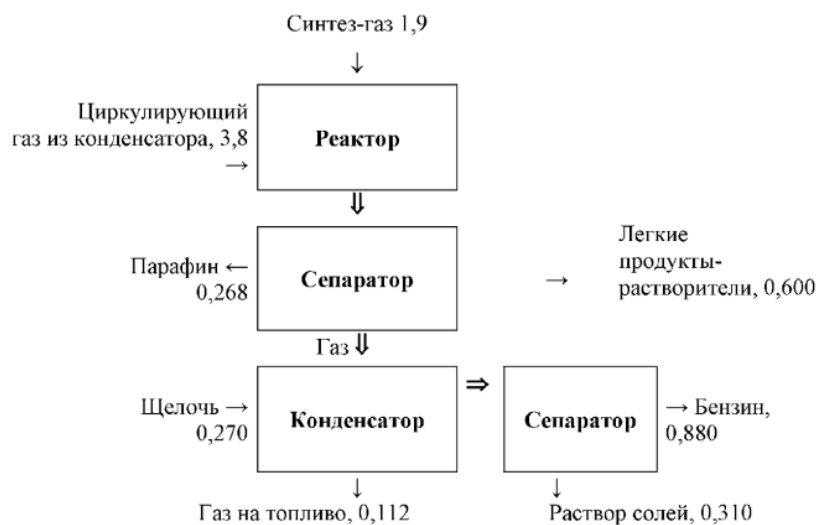 Синтез-газ 1,9
↓
Циркулирующий
газ из конденсатора, 3,8
→
Реактор
⇓
Парафин ←
0,268
Сепаратор
→
Легкие
продукты-
растворители, 0,600
Газ ⇓
Щелочь →
0,270
Конденсатор
⇒
Сепаратор
→ Бензин,
0,880
↓
Газ на топливо, 0,112
↓
Раствор солей, 0,310